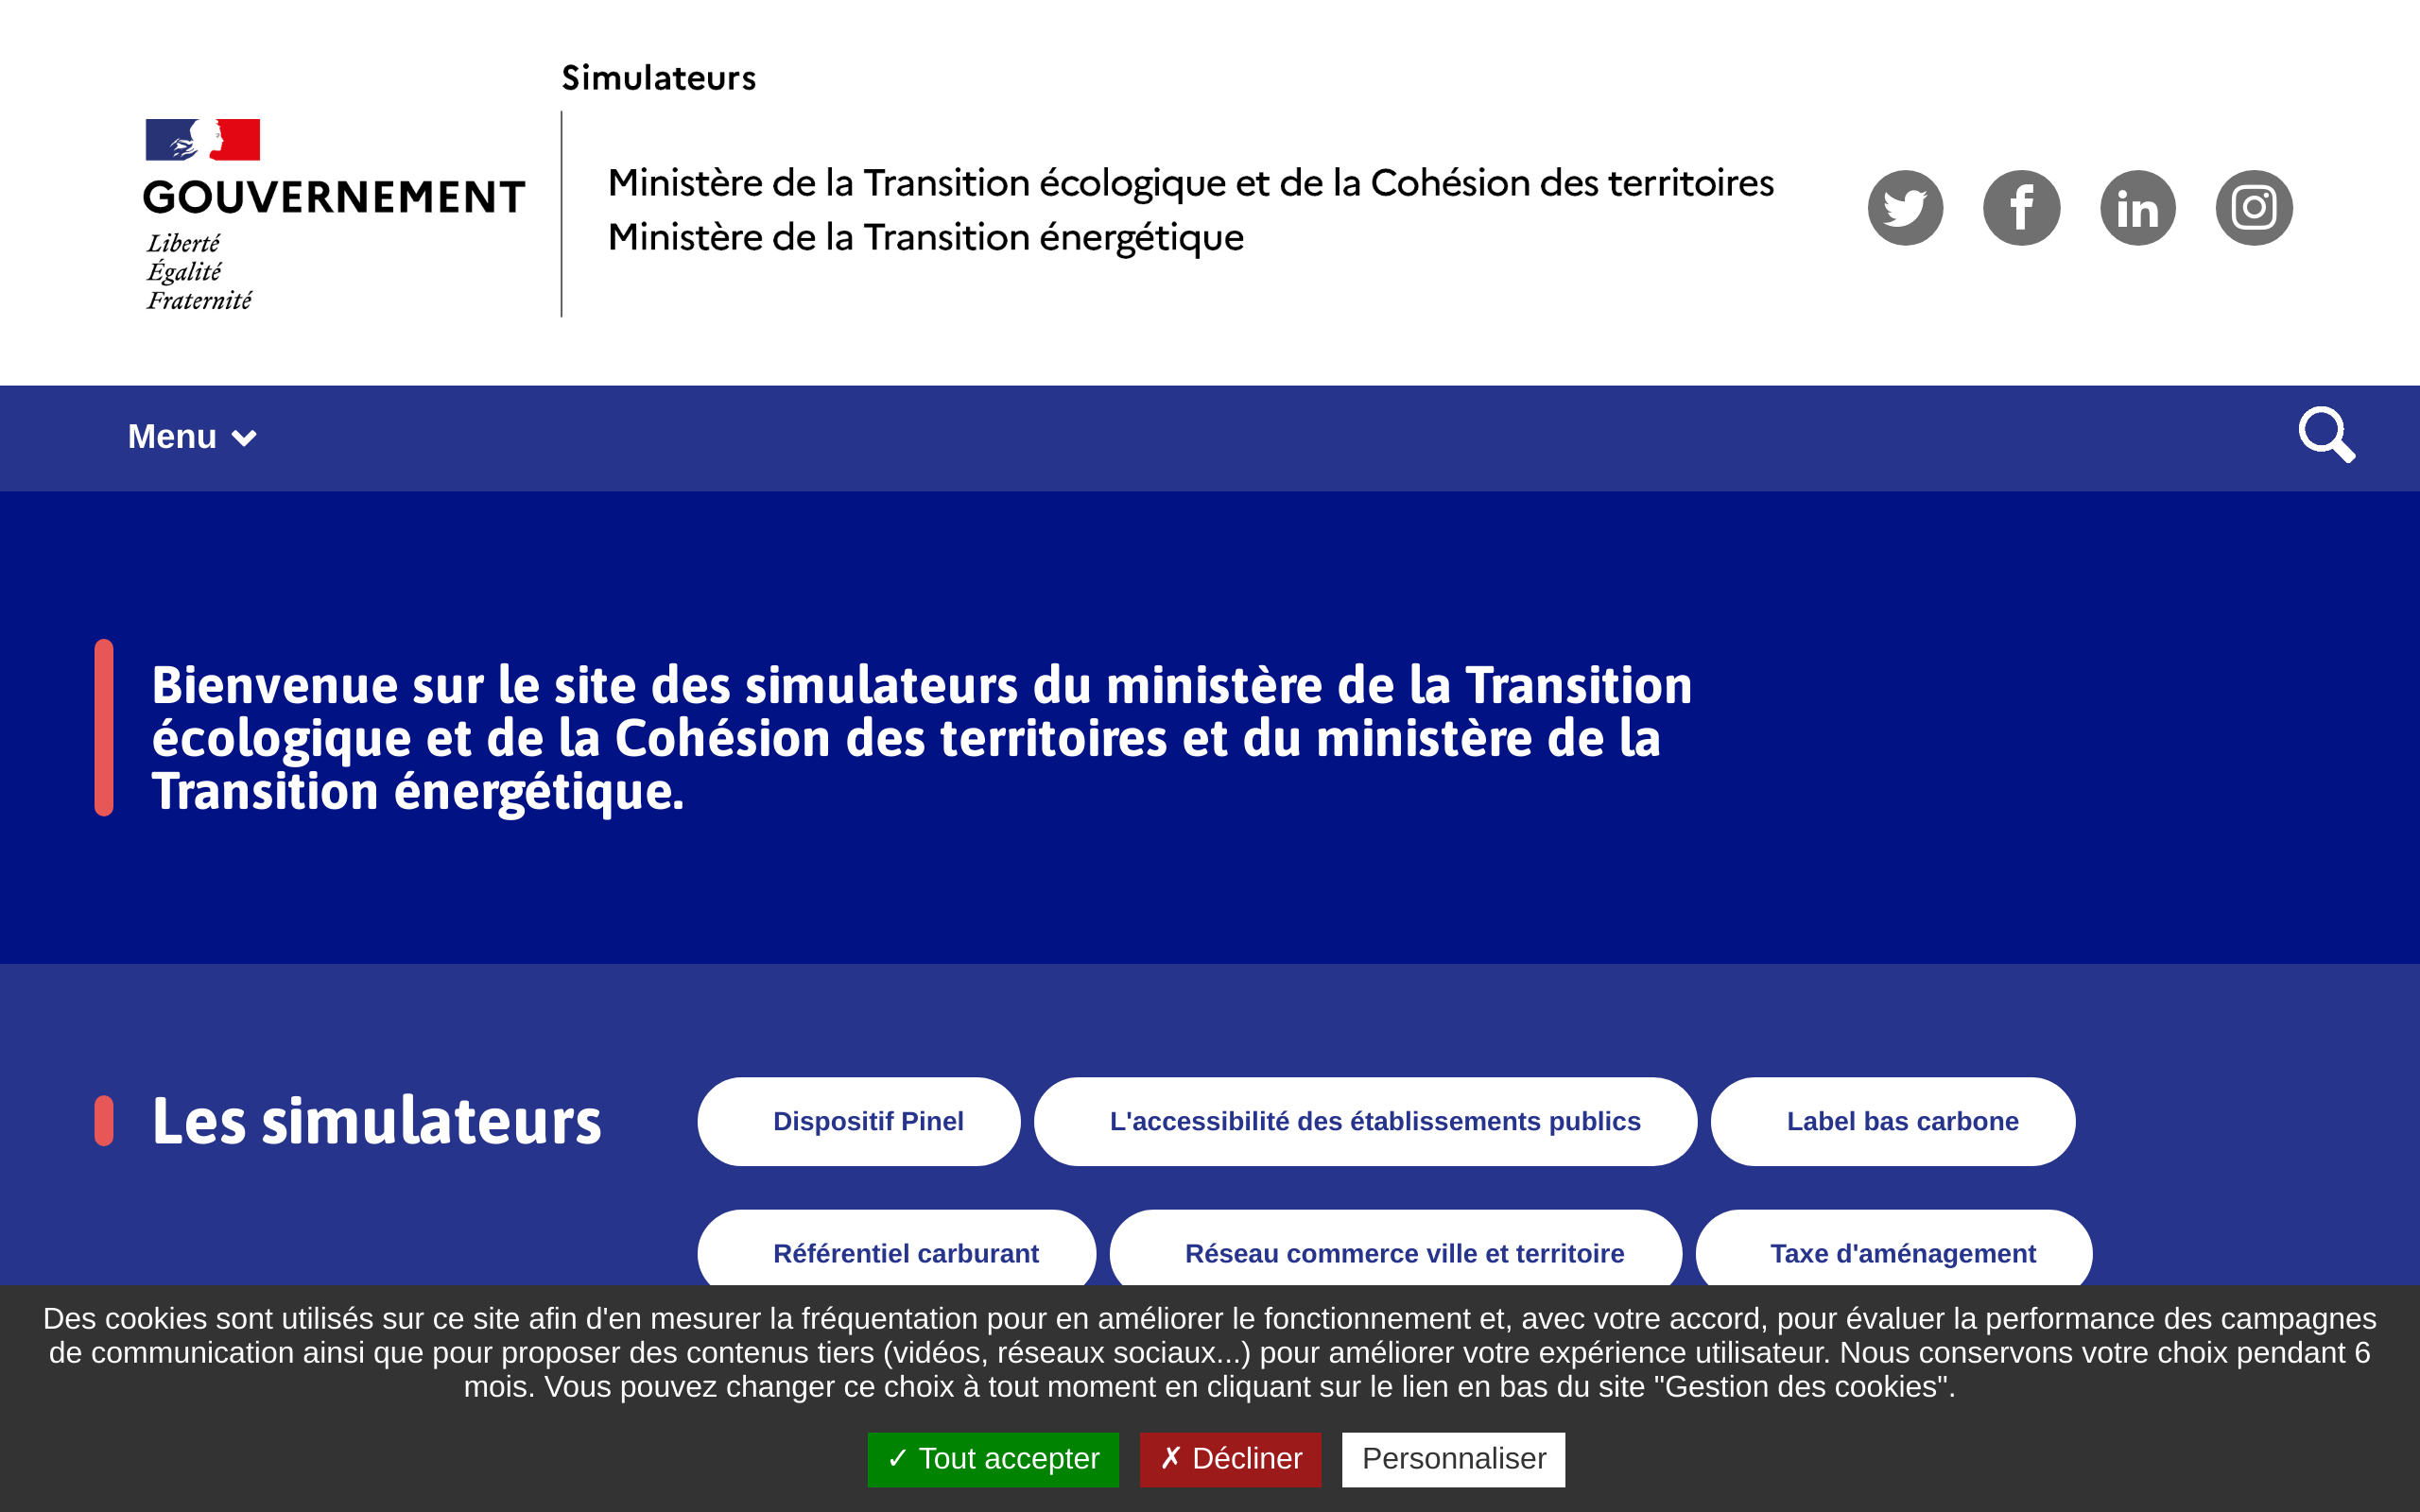 Simulateurs
GOUVERNEMENT
Liberté
Égalité
Fraternité
Ministère de la Transition écologique et de la Cohésion des territoires
Ministère de la Transition énergétique
Menu
Bienvenue sur le site des simulateurs du ministère de la Transition
écologique et de la Cohésion des territoires et du ministère de la
Transition énergétique.
Les simulateurs
Dispositif Pinel
L'accessibilité des établissements publics
Label bas carbone
Référentiel carburant
Réseau commerce ville et territoire
Taxe d'aménagement
Des cookies sont utilisés sur ce site afin d'en mesurer la fréquentation pour en améliorer le fonctionnement et, avec votre accord, pour évaluer la performance des campagnes
de communication ainsi que pour proposer des contenus tiers (vidéos, réseaux sociaux...) pour améliorer votre expérience utilisateur. Nous conservons votre choix pendant 6
mois. Vous pouvez changer ce choix à tout moment en cliquant sur le lien en bas du site "Gestion des cookies".
✓ Tout accepter
✗ Décliner
Personnaliser